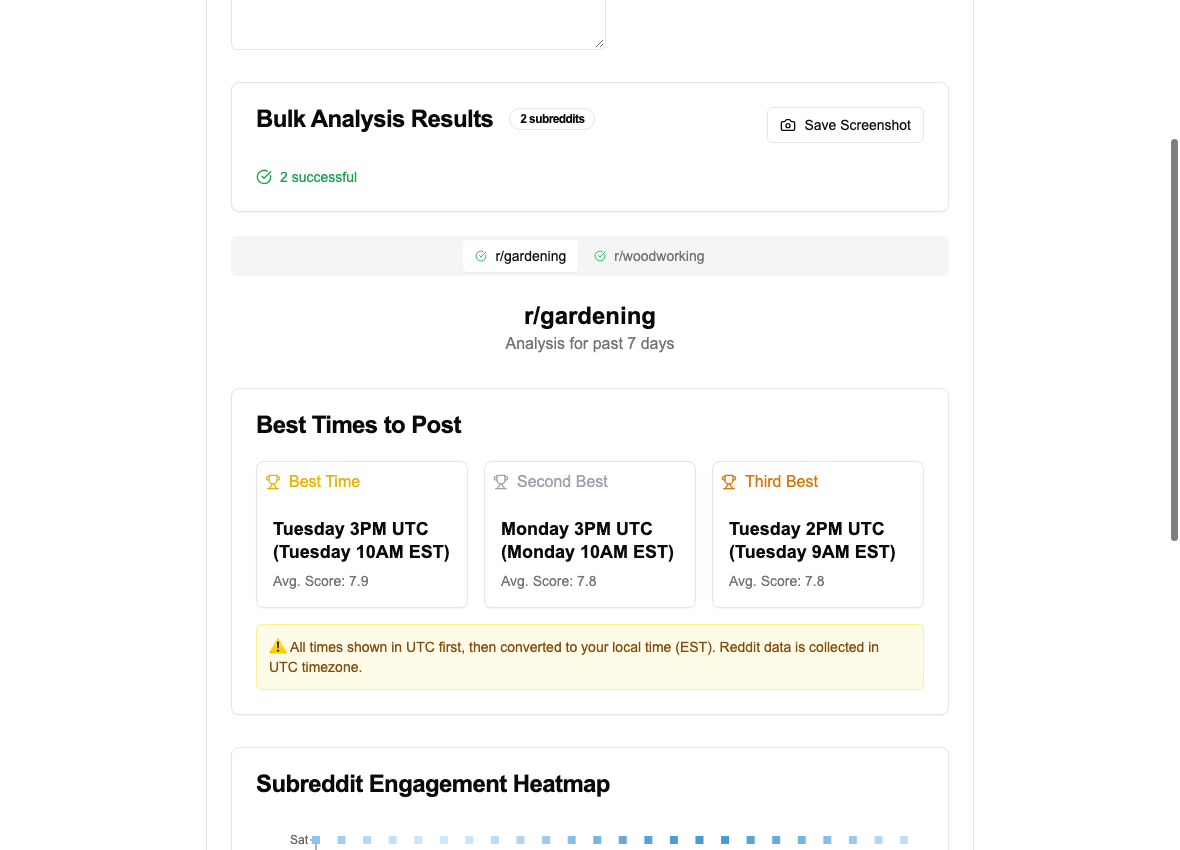 Bulk Analysis Results
2 subreddits
Save Screenshot
2 successful
r/gardening
r/woodworking
r/gardening
Analysis for past 7 days
Best Times to Post
Best Time
Tuesday 3PM UTC
(Tuesday 10AM EST)
Avg. Score: 7.9
Second Best
Monday 3PM UTC
(Monday 10AM EST)
Avg. Score: 7.8
Third Best
Tuesday 2PM UTC
(Tuesday 9AM EST)
Avg. Score: 7.8
⚠️ All times shown in UTC first, then converted to your local time (EST). Reddit data is collected in
UTC timezone.
Subreddit Engagement Heatmap
Sat